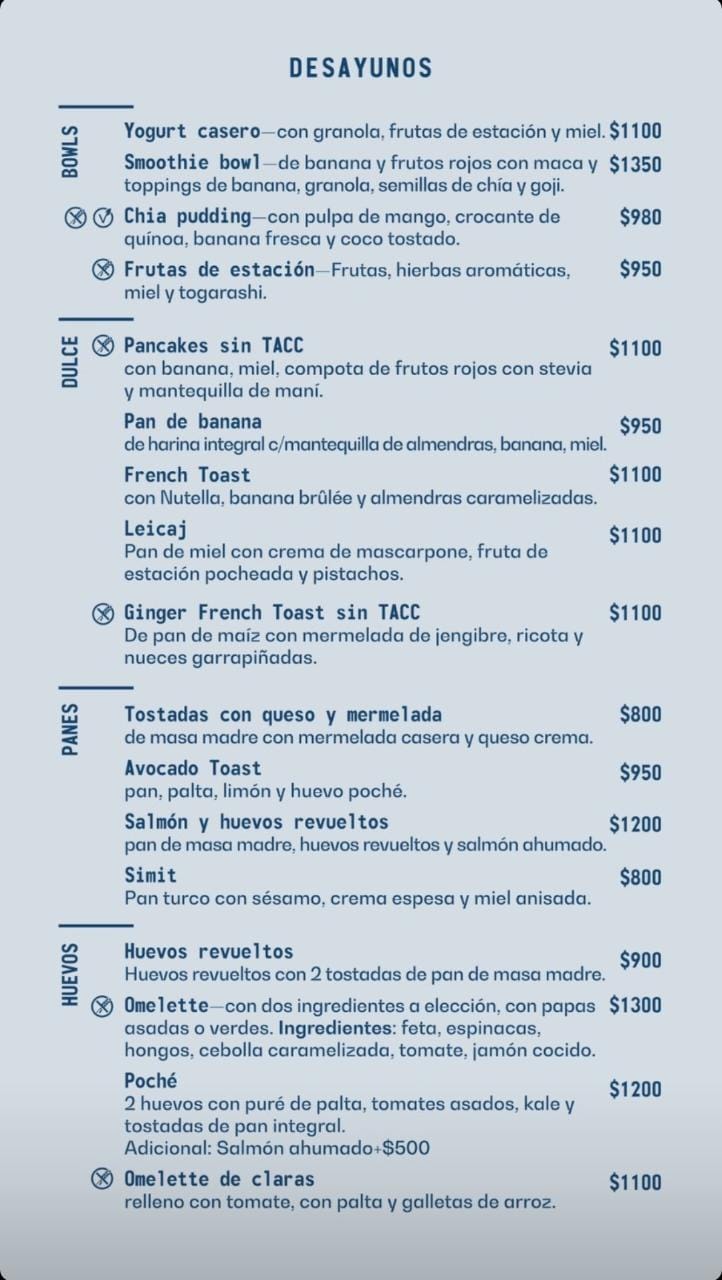 DESAYUNOS
BOWLS
Yogurt casero—con granola, frutas de estación y miel. $1100
Smoothie bowl—de banana y frutos rojos con maca y $1350
toppings de banana, granola, semillas de chía y goji.
Chia pudding—con pulpa de mango, crocante de $980
quínoa, banana fresca y coco tostado.
Frutas de estación—Frutas, hierbas aromáticas, $950
miel y togarashi.
DULCE
Pancakes sin TACC $1100
con banana, miel, compota de frutos rojos con stevia
y mantequilla de maní.
Pan de banana $950
de harina integral c/mantequilla de almendras, banana, miel.
French Toast $1100
con Nutella, banana brûlée y almendras caramelizadas.
Leicaj $1100
Pan de miel con crema de mascarpone, fruta de
estación pocheada y pistachos.
Ginger French Toast sin TACC $1100
De pan de maíz con mermelada de jengibre, ricota y
nueces garrapiñadas.
PANES
Tostadas con queso y mermelada $800
de masa madre con mermelada casera y queso crema.
Avocado Toast $950
pan, palta, limón y huevo poché.
Salmón y huevos revueltos $1200
pan de masa madre, huevos revueltos y salmón ahumado.
Simit $800
Pan turco con sésamo, crema espesa y miel anisada.
HUEVOS
Huevos revueltos $900
Huevos revueltos con 2 tostadas de pan de masa madre.
Omelette—con dos ingredientes a elección, con papas $1300
asadas o verdes. Ingredientes: feta, espinacas,
hongos, cebolla caramelizada, tomate, jamón cocido.
Poché $1200
2 huevos con puré de palta, tomates asados, kale y
tostadas de pan integral.
Adicional: Salmón ahumado+$500
Omelette de claras $1100
relleno con tomate, con palta y galletas de arroz.